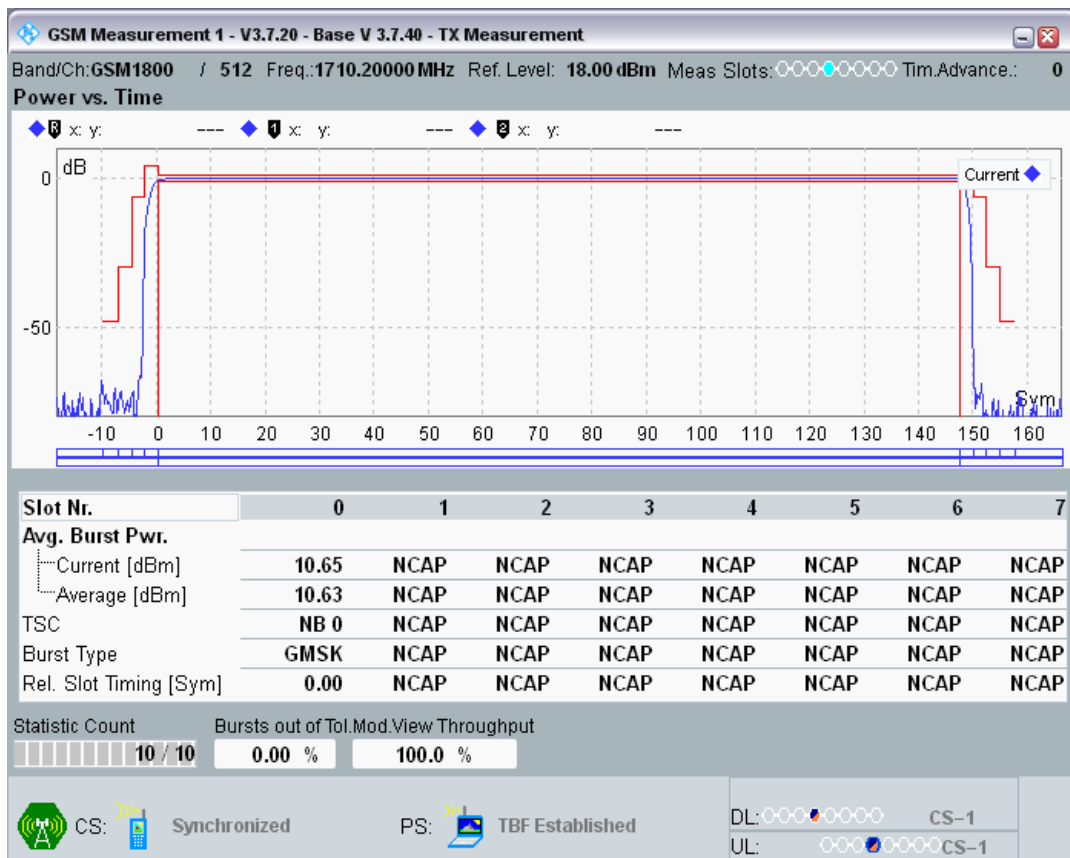 GSM Measurement 1 - V3.7.20 - Base V 3.7.40 - TX Measurement
Band/Ch:GSM1800 / 512 Freq.:1710.20000 MHz Ref. Level: 18.00 dBm Meas Slots: Tim.Advance.: 0
Power vs. Time
R x: y: --- 1 x: y: --- 2 x: y: ---
dB
0
Current
-50
Sym
-10 0 10 20 30 40 50 60 70 80 90 100 110 120 130 140 150 160
Slot Nr. 0 1 2 3 4 5 6 7
Avg. Burst Pwr.
Current [dBm] 10.65 NCAP NCAP NCAP NCAP NCAP NCAP NCAP
Average [dBm] 10.63 NCAP NCAP NCAP NCAP NCAP NCAP NCAP
TSC NB 0 NCAP NCAP NCAP NCAP NCAP NCAP NCAP
Burst Type GMSK NCAP NCAP NCAP NCAP NCAP NCAP NCAP
Rel. Slot Timing [Sym] 0.00 NCAP NCAP NCAP NCAP NCAP NCAP NCAP
Statistic Count Bursts out of Tol.Mod.View Throughput
10 / 10 0.00 % 100.0 %
CS: Synchronized PS: TBF Established DL: CS-1
UL: CS-1